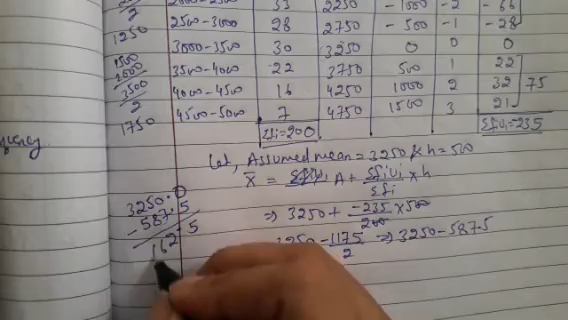 2
1250
1500
2000
3500
2
1750
33 2250 -1000 -2 -66
2500-3000 28 2750 -500 -1 -28
3000-3500 30 3250 0 0 0
3500-4000 22 3750 500 1 22
4000-4500 16 4250 1000 2 32 75
4500-5000 7 4750 1500 3 21
Σfi=200 Σfiui=235
Let, Assumed mean = 3250 & h = 500
X̄ = A + Σfiui/Σfi × h
⇒ 3250 + -235/200 × 500
3250 - 1175/2 ⇒ 3250 - 587.5
3250.0
- 587.5
162 5